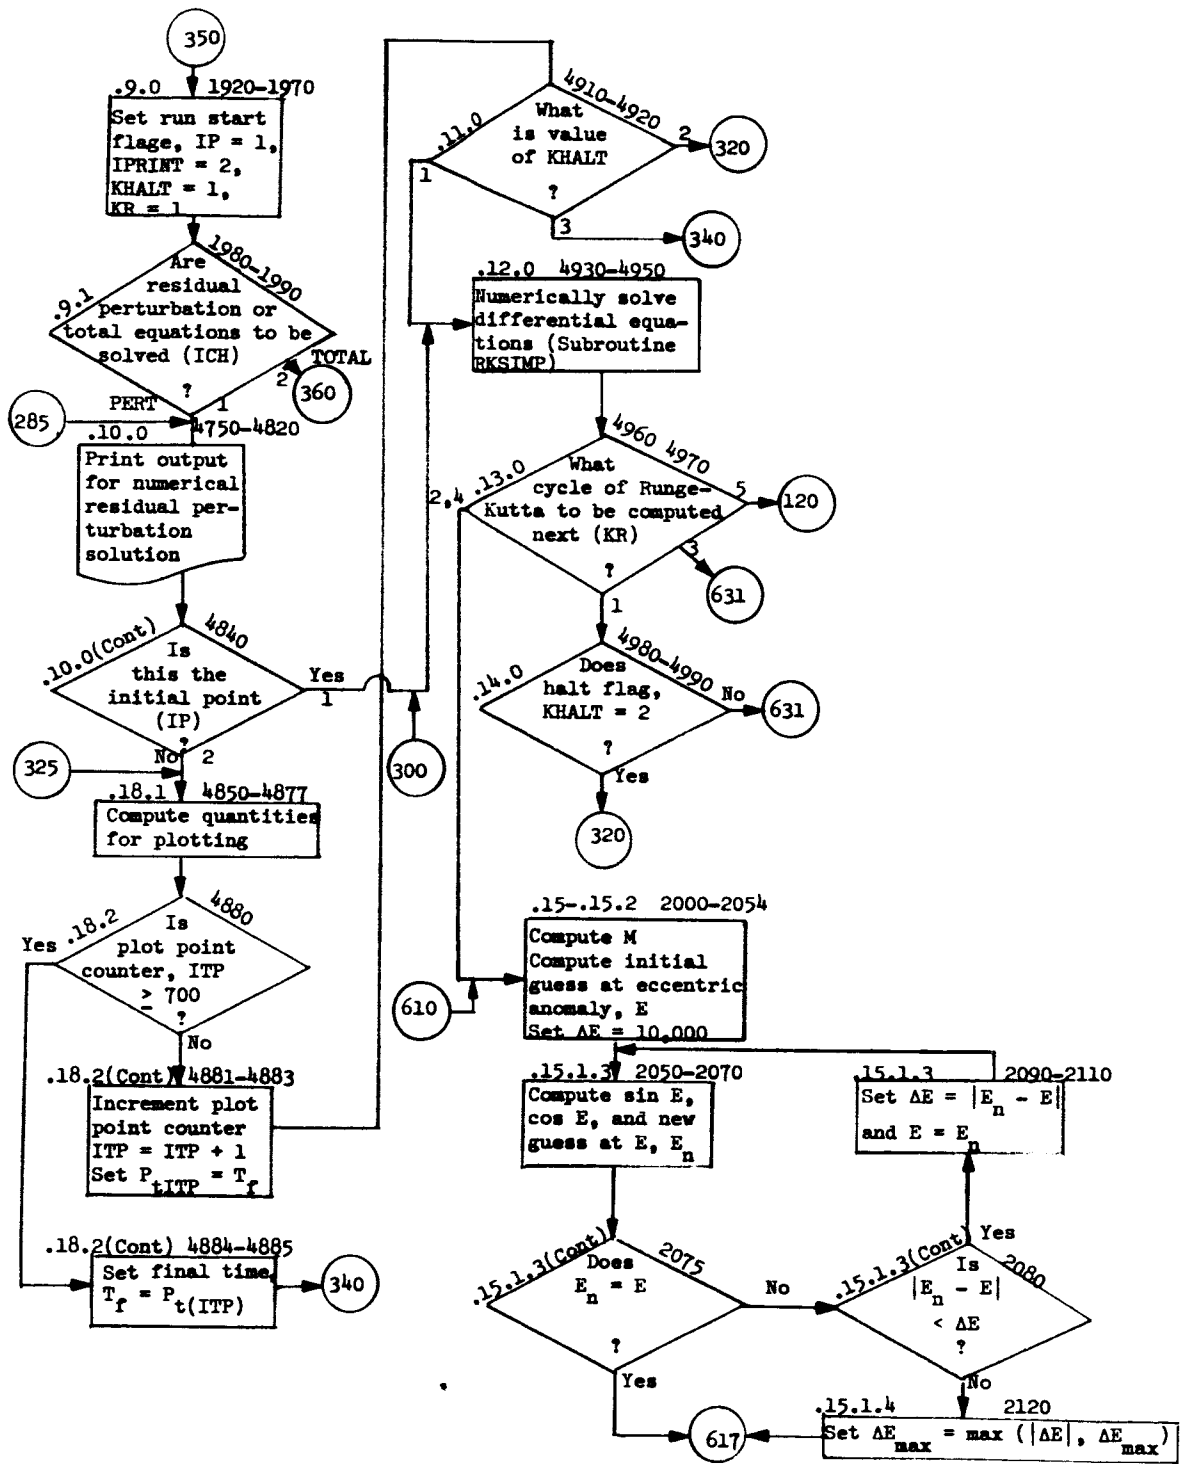 350
.9.0 1920-1970
Set run start
flage, IP = 1,
IPRINT = 2,
KHALT = 1,
KR = 1
1980-1990
.9.1
Are
residual
perturbation or
total equations to be
solved (ICH)
?
TOTAL
2
360
PERT 1
285
.10.0 4750-4820
Print output
for numerical
residual per-
turbation
solution
.10.0(Cont) 4840
Is
this the
initial point
(IP)
?
Yes
1
No 2
300
325
.18.1 4850-4877
Compute quantities
for plotting
.18.2 4880
Is
plot point
counter, ITP
≥ 700
?
Yes
No
.18.2(Cont) 4881-4883
Increment plot
point counter
ITP = ITP + 1
Set P_tITP = T_f
.18.2(Cont) 4884-4885
Set final time,
T_f = P_t(ITP)
340
.11.0 4910-4920
What
is value
of KHALT
?
1
2
320
3
340
.12.0 4930-4950
Numerically solve
differential equa-
tions (Subroutine
RKSIMP)
.13.0 4960 4970
What
cycle of Runge-
Kutta to be computed
next (KR)
?
2,4
5
120
3
631
1
.14.0 4980-4990
Does
halt flag,
KHALT = 2
?
No
631
Yes
320
.15-.15.2 2000-2054
Compute M
Compute initial
guess at eccentric
anomaly, E
Set ΔE = 10,000
610
.15.1.3 2050-2070
Compute sin E,
cos E, and new
guess at E, E_n
.15.1.3 2090-2110
Set ΔE = |E_n - E|
and E = E_n
.15.1.3(Cont) 2075
Does
E_n = E
?
No
Yes
.15.1.3(Cont) 2080
Is
|E_n - E|
< ΔE
?
Yes
No
.15.1.4 2120
Set ΔE_max = max (|ΔE|, ΔE_max)
617